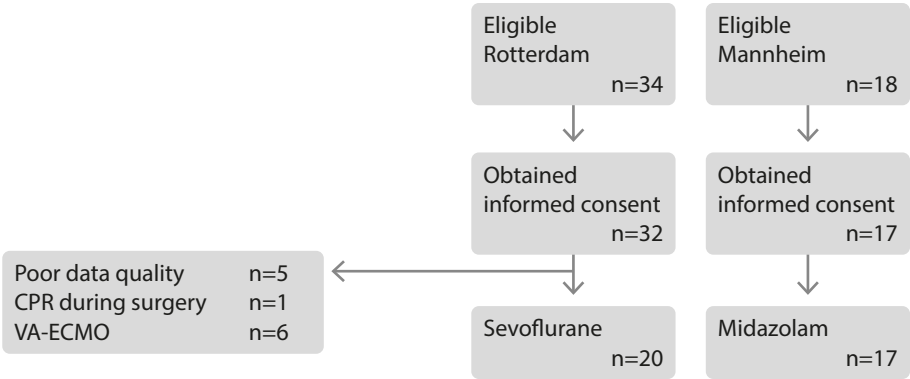 Eligible
Rotterdam
n=34
Eligible
Mannheim
n=18
Obtained
informed consent
n=32
Obtained
informed consent
n=17
Poor data quality n=5
CPR during surgery n=1
VA-ECMO n=6
Sevoflurane
n=20
Midazolam
n=17